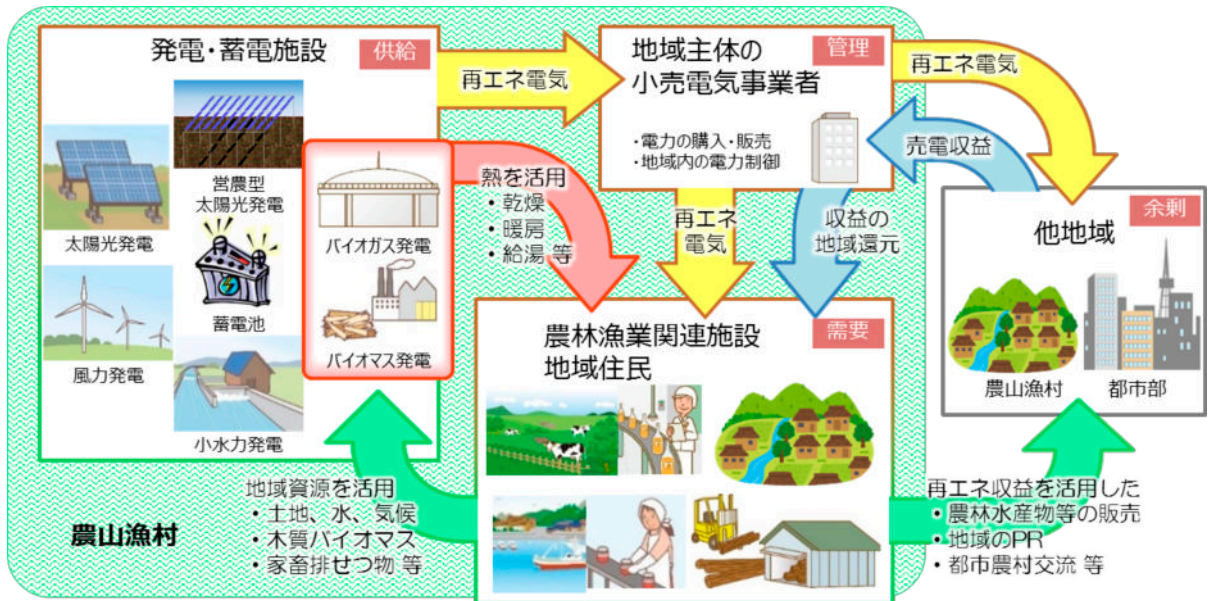 発電・蓄電施設
供給
営農型
太陽光発電
太陽光発電
蓄電池
風力発電
小水力発電
バイオガス発電
バイオマス発電
再エネ電気
地域主体の
小売電気事業者
管理
・電力の購入・販売
・地域内の電力制御
再エネ電気
売電収益
熱を活用
・乾燥
・暖房
・給湯 等
再エネ
電気
収益の
地域還元
他地域
余剰
農山漁村
都市部
農林漁業関連施設
地域住民
需要
地域資源を活用
・土地、水、気候
・木質バイオマス
・家畜排せつ物 等
農山漁村
再エネ収益を活用した
・農林水産物等の販売
・地域のPR
・都市農村交流 等